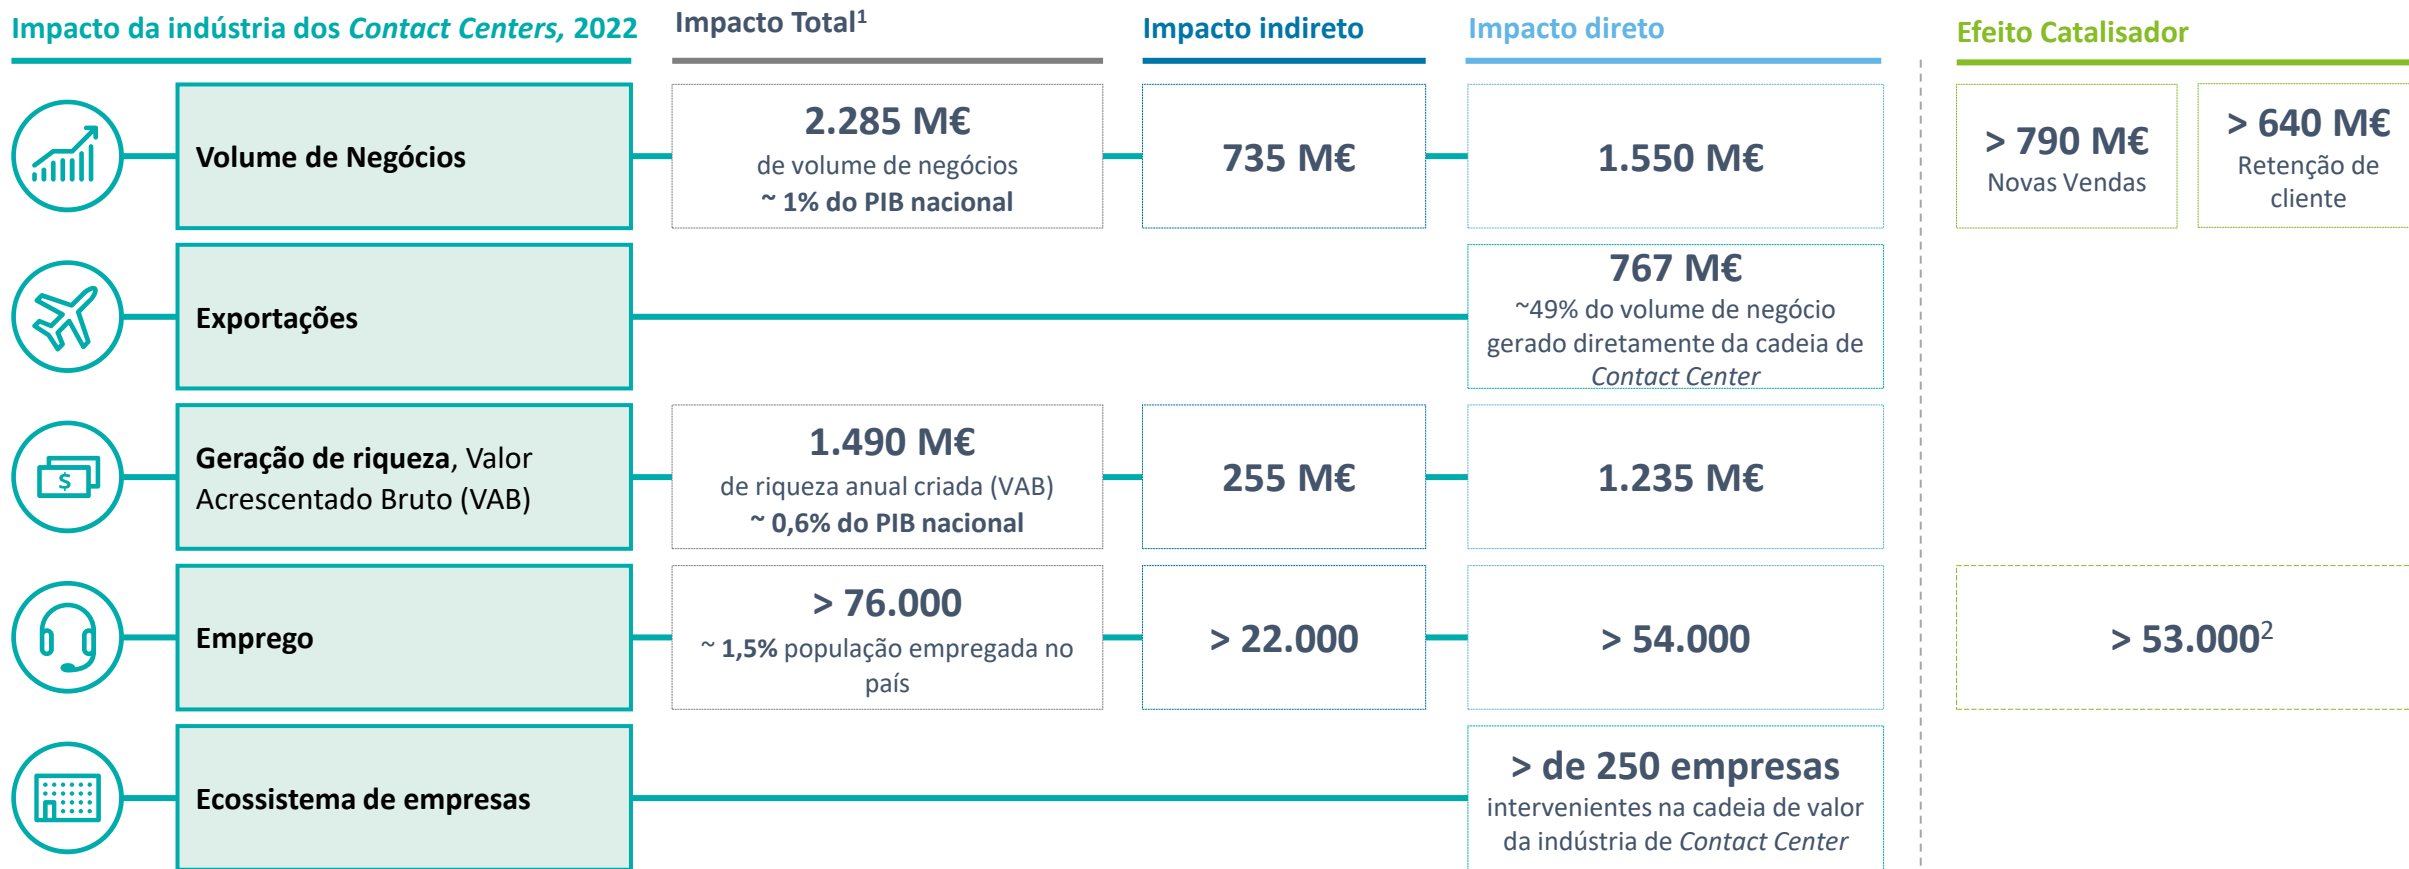 Impacto da indústria dos Contact Centers, 2022
Impacto Total¹
Impacto indireto
Impacto direto
Efeito Catalisador
Volume de Negócios
2.285 M€
de volume de negócios
~ 1% do PIB nacional
735 M€
1.550 M€
> 790 M€
Novas Vendas
> 640 M€
Retenção de
cliente
Exportações
767 M€
~49% do volume de negócio
gerado diretamente da cadeia de
Contact Center
Geração de riqueza, Valor
Acrescentado Bruto (VAB)
$
1.490 M€
de riqueza anual criada (VAB)
~ 0,6% do PIB nacional
255 M€
1.235 M€
Emprego
> 76.000
~ 1,5% população empregada no
país
> 22.000
> 54.000
> 53.000²
Ecossistema de empresas
> de 250 empresas
intervenientes na cadeia de valor
da indústria de Contact Center